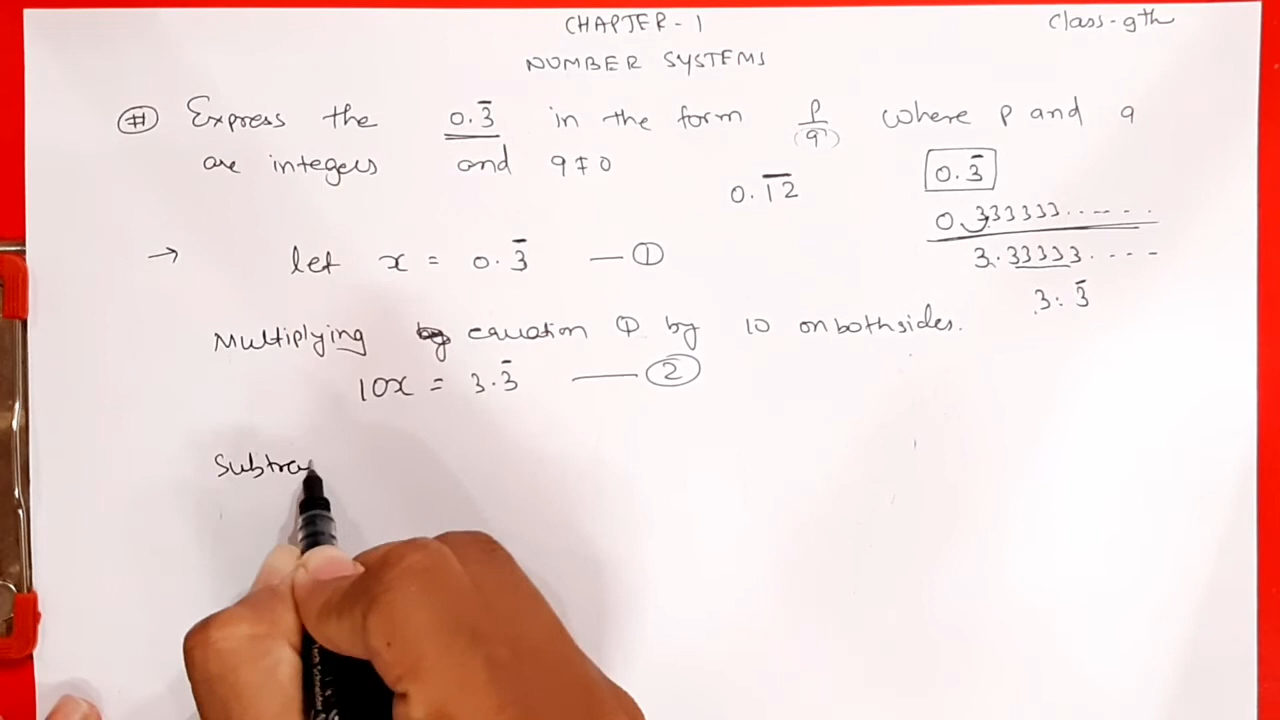 CHAPTER - 1
Class - 9th
NUMBER SYSTEMS
# Express the 0.3̄ in the form p/q where p and q
are integers and q ≠ 0
0.1̅2̅
0.3̄
0.333333.......
3.33333....
3.3̄
→ let x = 0.3̄ — ①
Multiplying equation ① by 10 on both sides.
10x = 3.3̄ — ②
Subtra